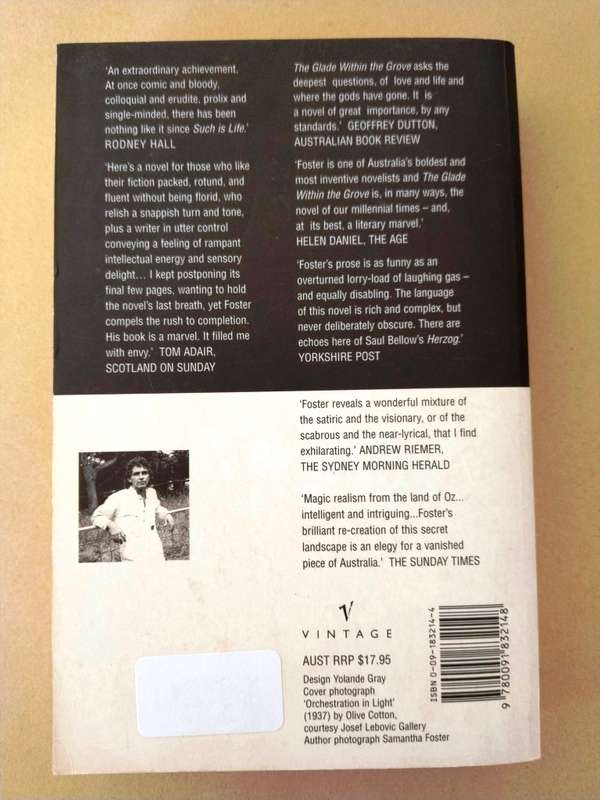 'An extraordinary achievement.
At once comic and bloody,
colloquial and erudite, prolix and
single-minded, there has been
nothing like it since Such is Life.'
RODNEY HALL
'Here's a novel for those who like
their fiction packed, rotund, and
fluent without being florid, who
relish a snappish turn and tone,
plus a writer in utter control
conveying a feeling of rampant
intellectual energy and sensory
delight... I kept postponing its
final few pages, wanting to hold
the novel's last breath, yet Foster
compels the rush to completion.
His book is a marvel. It filled me
with envy.' TOM ADAIR,
SCOTLAND ON SUNDAY
The Glade Within the Grove asks the
deepest questions, of love and life and
where the gods have gone. It is
a novel of great importance, by any
standards.' GEOFFREY DUTTON,
AUSTRALIAN BOOK REVIEW
'Foster is one of Australia's boldest and
most inventive novelists and The Glade
Within the Grove is, in many ways, the
novel of our millennial times – and,
at its best, a literary marvel.'
HELEN DANIEL, THE AGE
'Foster's prose is as funny as an
overturned lorry-load of laughing gas –
and equally disabling. The language
of this novel is rich and complex, but
never deliberately obscure. There are
echoes here of Saul Bellow's Herzog.'
YORKSHIRE POST
'Foster reveals a wonderful mixture of
the satiric and the visionary, or of the
scabrous and the near-lyrical, that I find
exhilarating.' ANDREW RIEMER,
THE SYDNEY MORNING HERALD
'Magic realism from the land of Oz...
intelligent and intriguing...Foster's
brilliant re-creation of this secret
landscape is an elegy for a vanished
piece of Australia.' THE SUNDAY TIMES
V
VINTAGE
AUST RRP $17.95
Design Yolande Gray
Cover photograph
'Orchestration in Light'
(1937) by Olive Cotton,
courtesy Josef Lebovic Gallery
Author photograph Samantha Foster
ISBN 0-09-183214-4
9 780091 832148